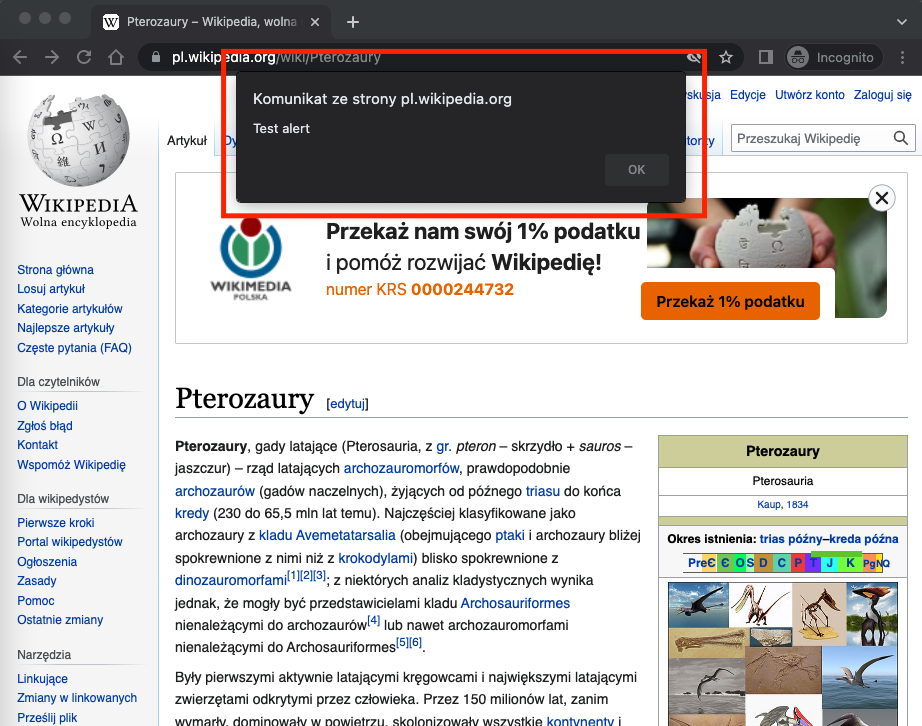 Pterozaury – Wikipedia, wolna
pl.wikipedia.org/wiki/Pterozaury
Incognito
Komunikat ze strony pl.wikipedia.org
Test alert
OK
Edycje Utwórz konto Zaloguj się
Artykuł
Przeszukaj Wikipedię
WIKIPEDIA
Wolna encyklopedia
Strona główna
Losuj artykuł
Kategorie artykułów
Najlepsze artykuły
Częste pytania (FAQ)
Dla czytelników
O Wikipedii
Zgłoś błąd
Kontakt
Wspomóż Wikipedię
Dla wikipedystów
Pierwsze kroki
Portal wikipedystów
Ogłoszenia
Zasady
Pomoc
Ostatnie zmiany
Narzędzia
Linkujące
Zmiany w linkowanych
Prześlij plik
WIKIMEDIA
POLSKA
Przekaż nam swój 1% podatku
i pomóż rozwijać Wikipedię!
numer KRS 0000244732
Przekaż 1% podatku
Pterozaury [edytuj]
Pterozaury, gady latające (Pterosauria, z gr. pteron – skrzydło + sauros –
jaszczur) – rząd latających archozauromorfów, prawdopodobnie
archozaurów (gadów naczelnych), żyjących od późnego triasu do końca
kredy (230 do 65,5 mln lat temu). Najczęściej klasyfikowane jako
archozaury z kladu Avemetatarsalia (obejmującego ptaki i archozaury bliżej
spokrewnione z nimi niż z krokodylami) blisko spokrewnione z
dinozauromorfami[1][2][3]; z niektórych analiz kladystycznych wynika
jednak, że mogły być przedstawicielami kladu Archosauriformes
nienależącymi do archozaurów[4] lub nawet archozauromorfami
nienależącymi do Archosauriformes[5][6].
Były pierwszymi aktywnie latającymi kręgowcami i największymi latającymi
zwierzętami odkrytymi przez człowieka. Przez 150 milionów lat, zanim
wymarły, dominowały w powietrzu, skolonizowały wszystkie kontynenty i
Pterozaury
Pterosauria
Kaup, 1834
Okres istnienia: trias późny–kreda późna
PreЄ Є O S D C P T J K PgNQ